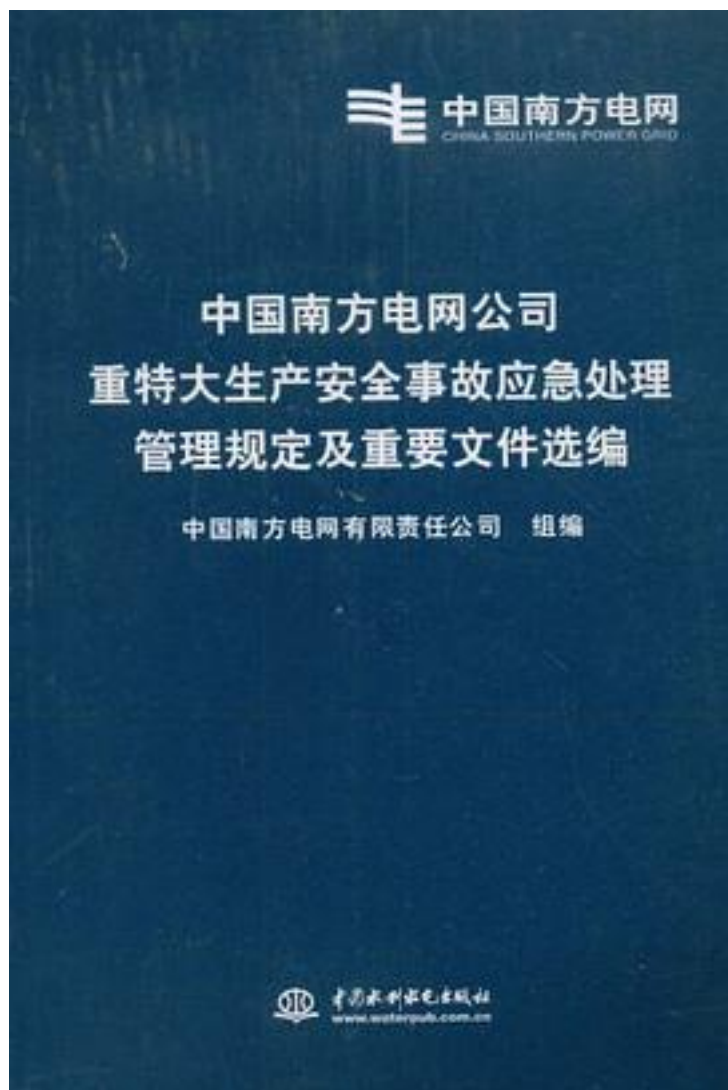 中国南方电网
CHINA SOUTHERN POWER GRID
中国南方电网公司
重特大生产安全事故应急处理
管理规定及重要文件选编
中国南方电网有限责任公司 组编
中国水利水电出版社
www.waterpub.com.cn